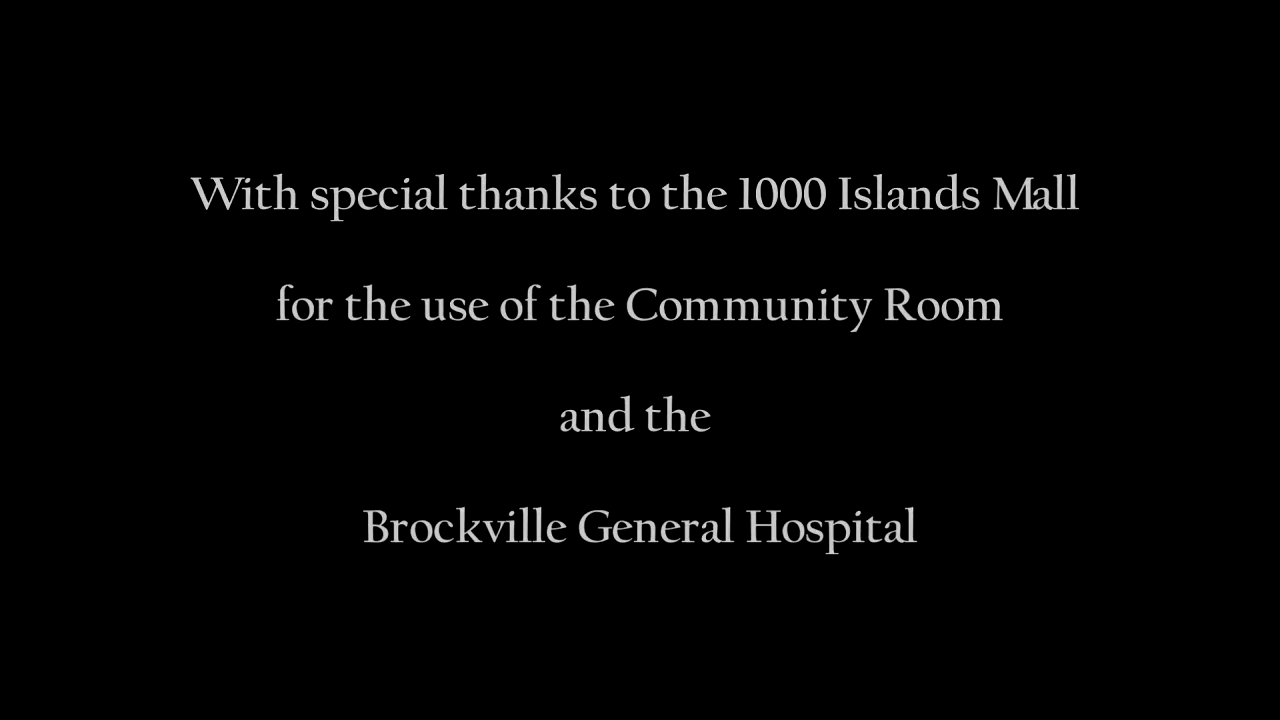 With special thanks to the 1000 Islands Mall
for the use of the Community Room
and the
Brockville General Hospital